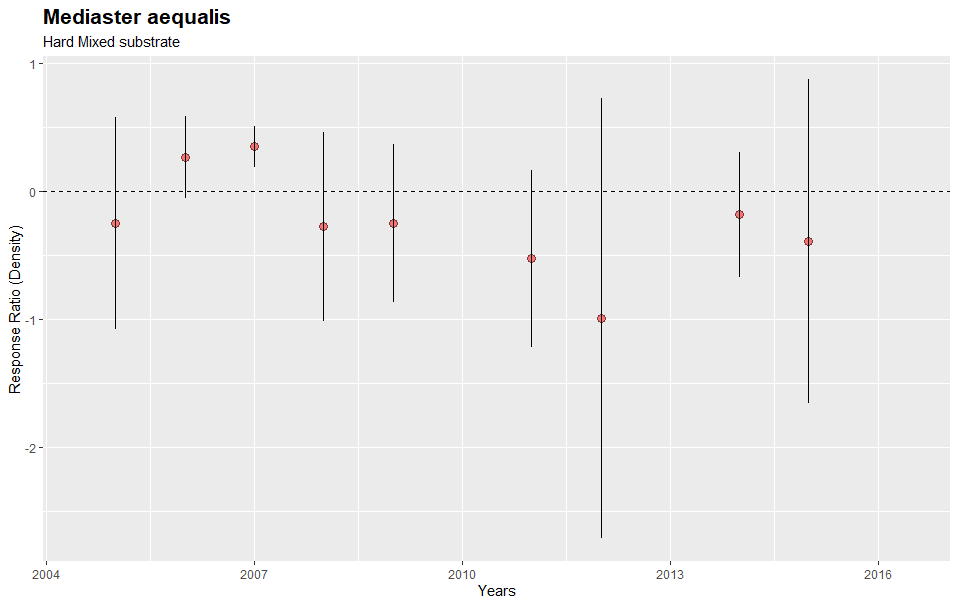 Mediaster aequalis
Hard Mixed substrate
Response Ratio (Density)
1
0
-1
-2
2004
2007
2010
2013
2016
Years